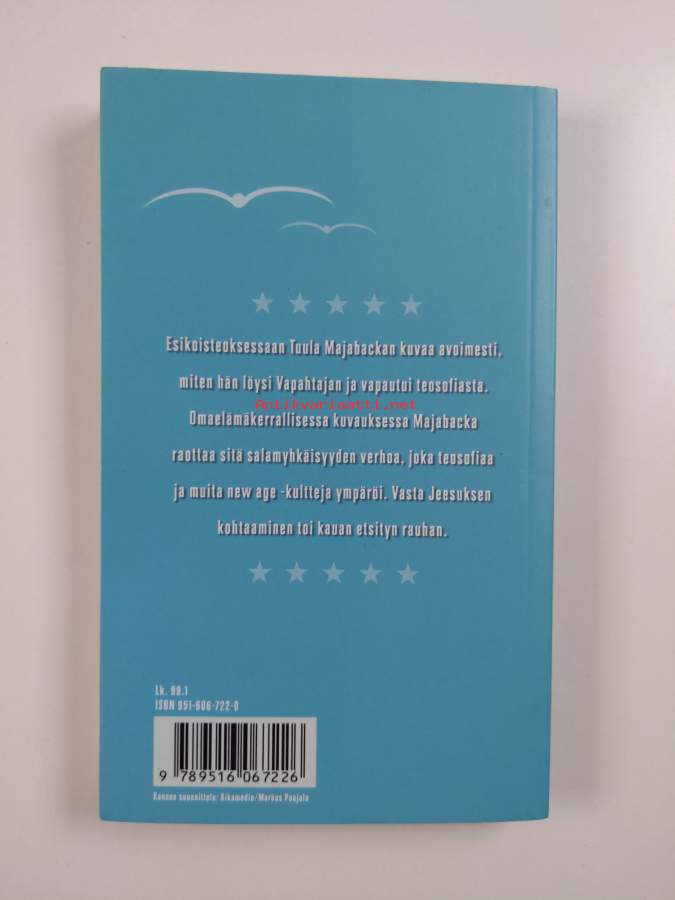 Esikoisteoksessaan Tuula Majabackan kuvaa avoimesti,
miten hän löysi Vapahtajan ja vapautui teosofiasta.
Antikvariaatti.net
Omaelämäkerrallisessa kuvauksessa Majabacka
raottaa sitä salamyhkäisyyden verhoa, joka teosofiaa
ja muita new age -kultteja ympäröi. Vasta Jeesuksen
kohtaaminen toi kauan etsityn rauhan.
Lk. 99.1
ISBN 951-606-722-0
9 789516 067226
Kannen suunnittelu: Aikamedia/Markus Pœjola